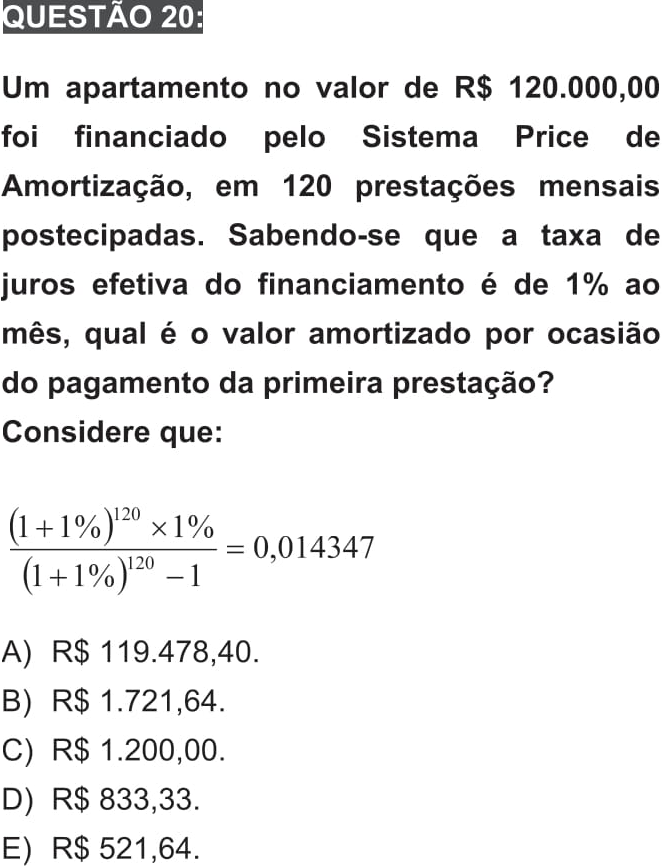 QUESTÃO 20:
Um apartamento no valor de R$ 120.000,00
foi financiado pelo Sistema Price de
Amortização, em 120 prestações mensais
postecipadas. Sabendo-se que a taxa de
juros efetiva do financiamento é de 1% ao
mês, qual é o valor amortizado por ocasião
do pagamento da primeira prestação?
Considere que:
(1+1%)^120 ×1%
(1+1%)^120 −1
= 0,014347
A) R$ 119.478,40.
B) R$ 1.721,64.
C) R$ 1.200,00.
D) R$ 833,33.
E) R$ 521,64.